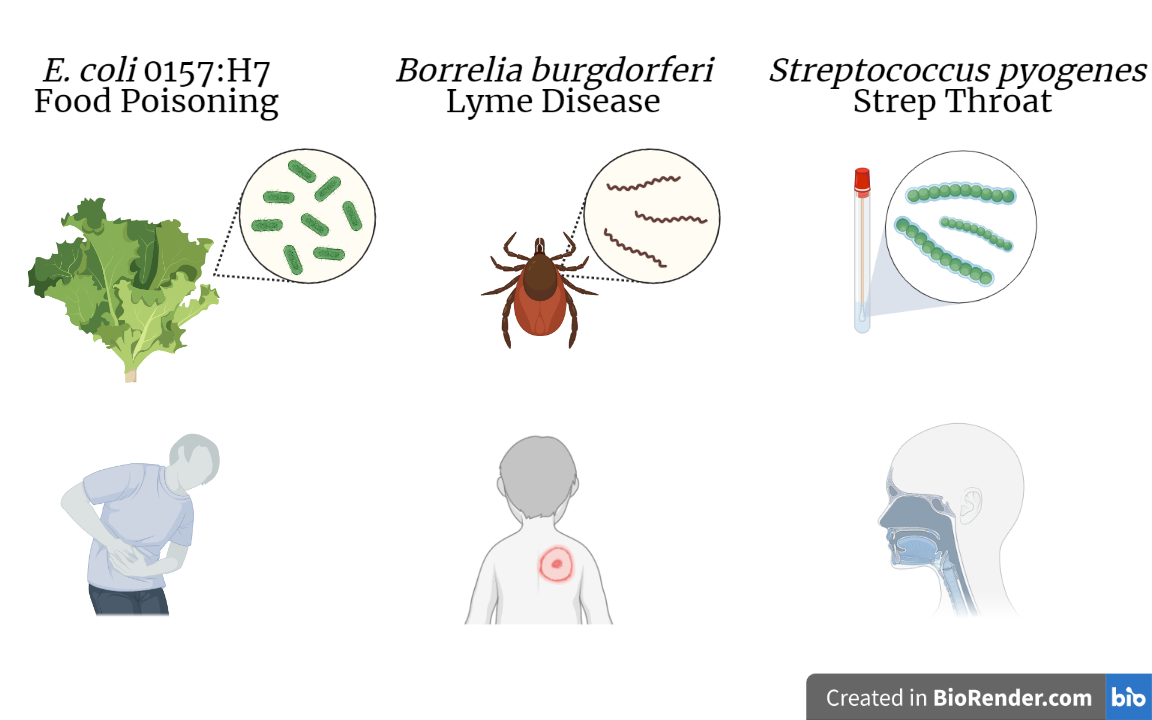 E. coli 0157:H7
Food Poisoning
Borrelia burgdorferi
Lyme Disease
Streptococcus pyogenes
Strep Throat
Created in BioRender.com bio